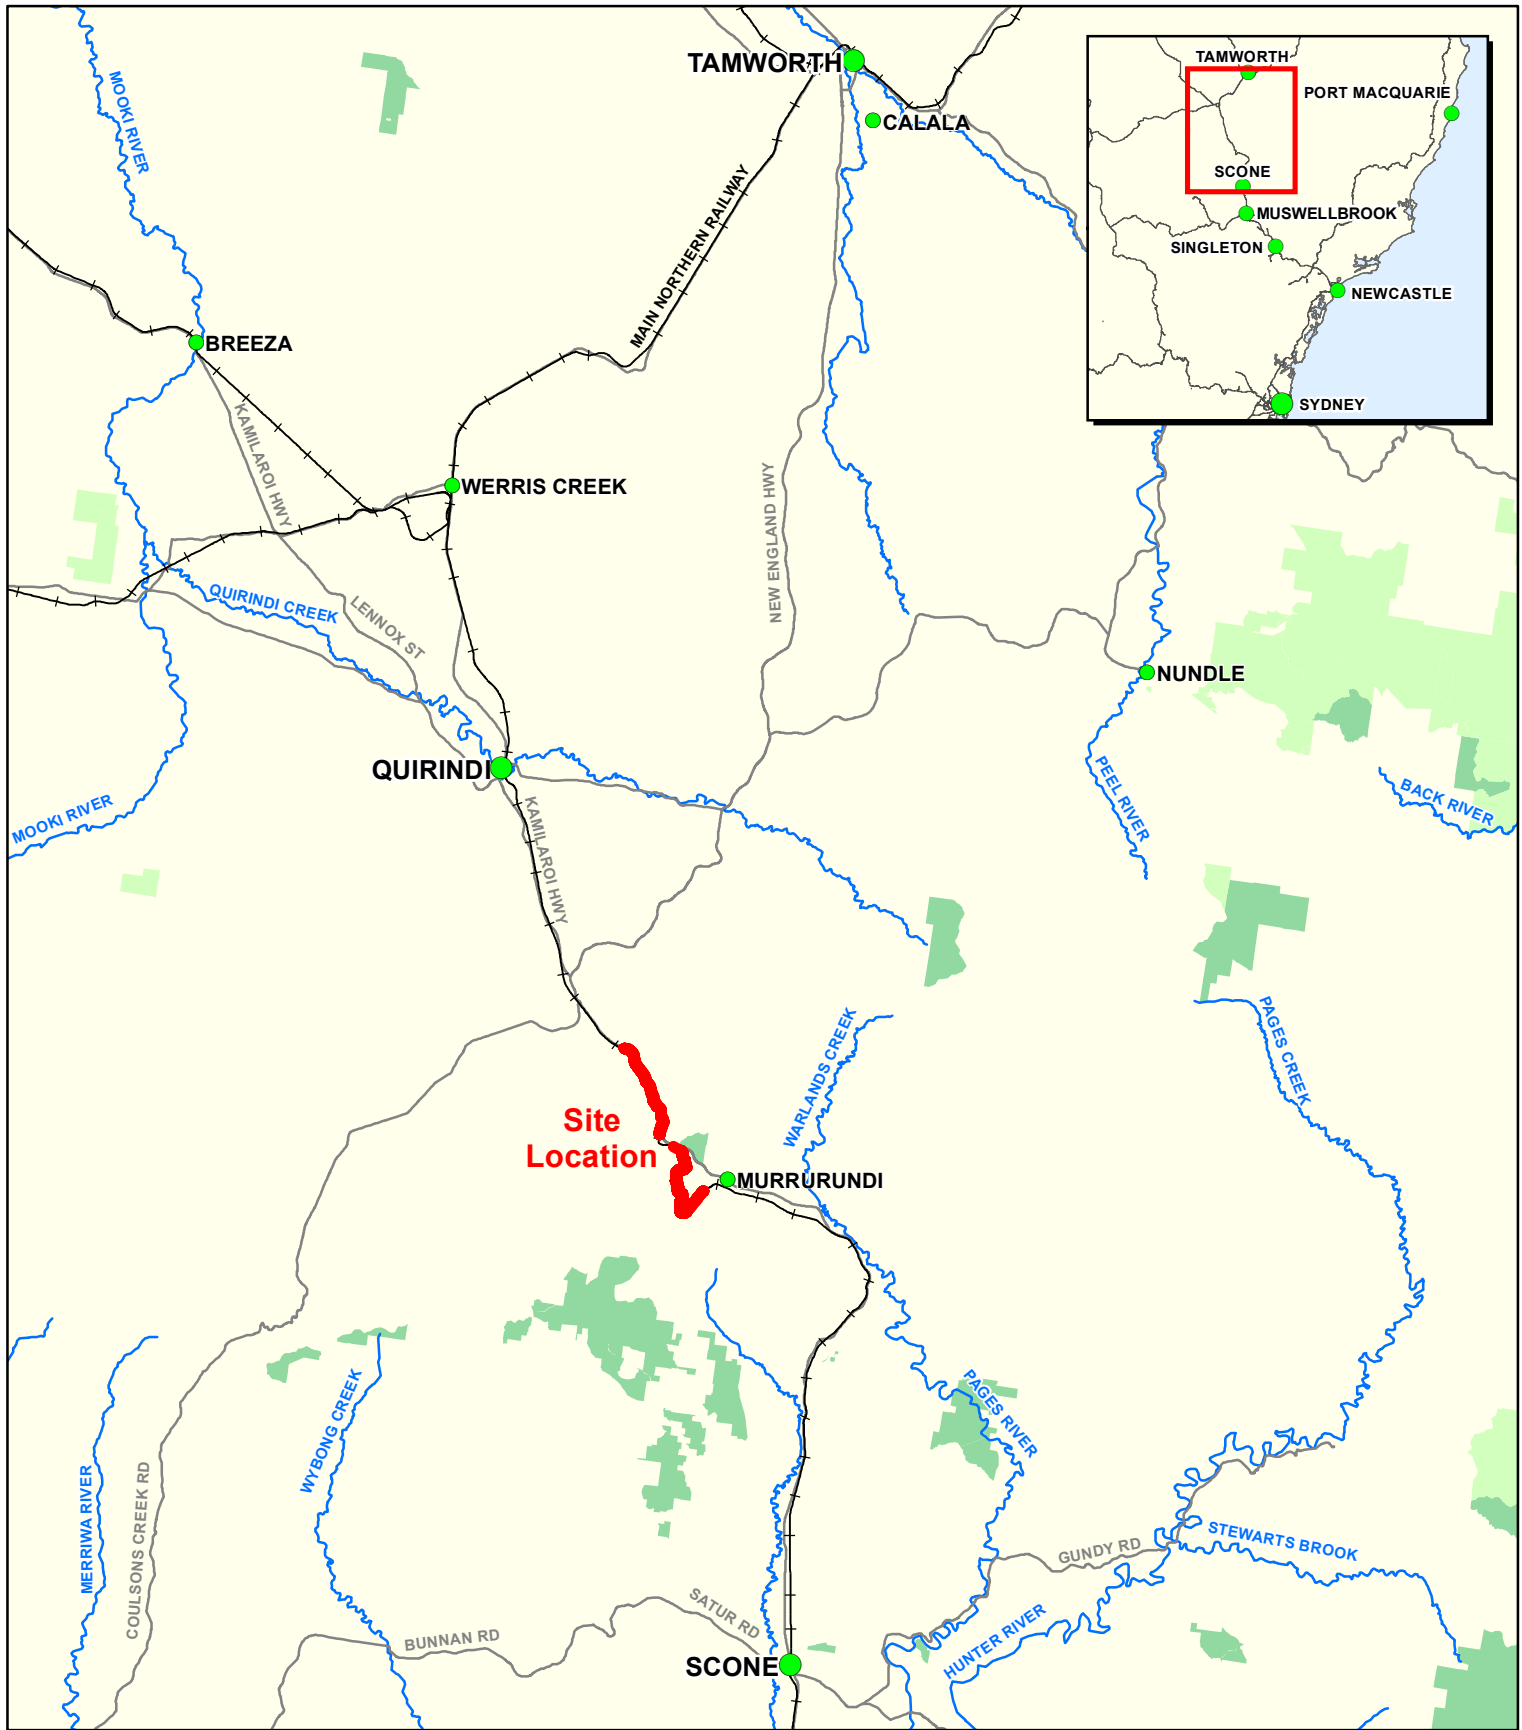 TAMWORTH
CALALA
MOOKI RIVER
MAIN NORTHERN RAILWAY
BREEZA
KAMILAROI HWY
WERRIS CREEK
NEW ENGLAND HWY
QUIRINDI CREEK
LENNOX ST
NUNDLE
QUIRINDI
MOOKI RIVER
KAMILAROI HWY
PEEL RIVER
BACK RIVER
WARLANDS CREEK
PAGES CREEK
Site
Location
MURRURUNDI
WYBONG CREEK
PAGES RIVER
MERRIWA RIVER
COULSONS CREEK RD
GUNDY RD
STEWARTS BROOK
SATUR RD
BUNNAN RD
HUNTER RIVER
SCONE
TAMWORTH
PORT MACQUARIE
SCONE
MUSWELLBROOK
SINGLETON
NEWCASTLE
SYDNEY